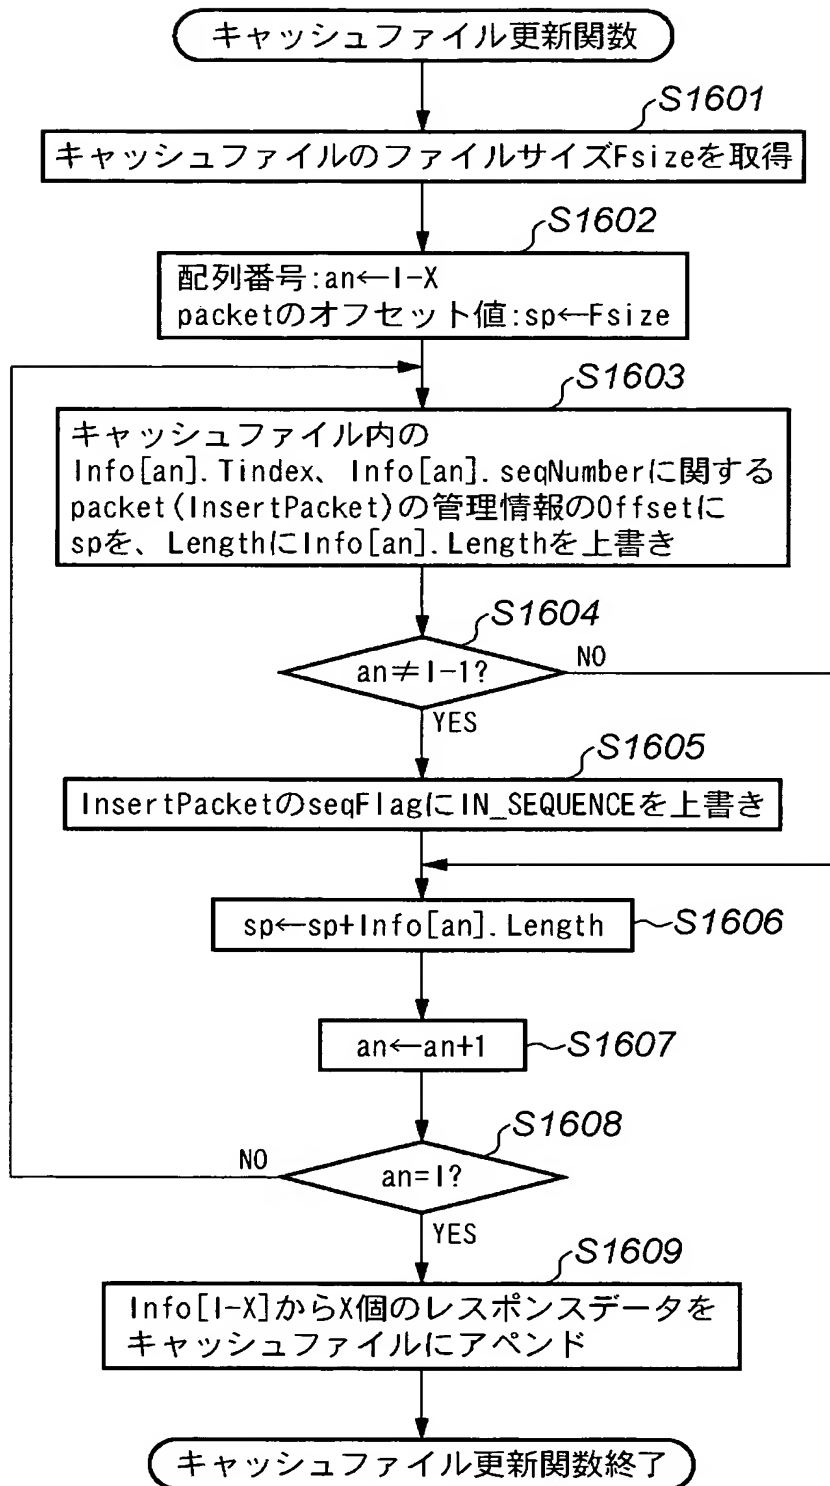 キャッシュファイル更新関数
S1601
キャッシュファイルのファイルサイズFsizeを取得
S1602
配列番号:an←I-X
packetのオフセット値:sp←Fsize
S1603
キャッシュファイル内の
Info[an].Tindex、Info[an].seqNumberに関する
packet(InsertPacket)の管理情報のOffsetに
spを、LengthにInfo[an].Lengthを上書き
S1604
an≠I-1?
NO
YES
S1605
InsertPacketのseqFlagにIN_SEQUENCEを上書き
sp←sp+Info[an].Length
S1606
an←an+1
S1607
S1608
NO
an=I?
YES
S1609
Info[I-X]からX個のレスポンスデータを
キャッシュファイルにアペンド
キャッシュファイル更新関数終了